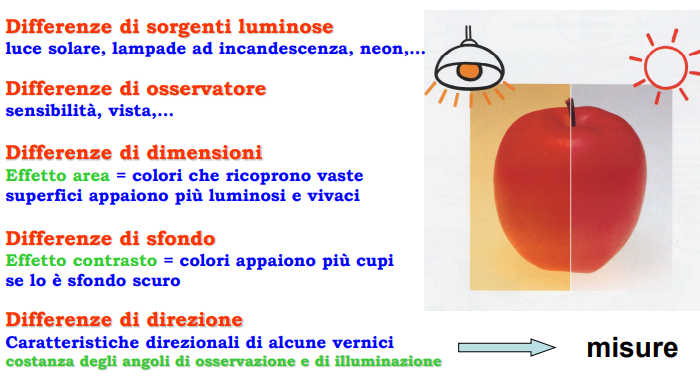 Differenze di sorgenti luminose
luce solare, lampade ad incandescenza, neon,...
Differenze di osservatore
sensibilità, vista,...
Differenze di dimensioni
Effetto area = colori che ricoprono vaste
superfici appaiono più luminosi e vivaci
Differenze di sfondo
Effetto contrasto = colori appaiono più cupi
se lo è sfondo scuro
Differenze di direzione
Caratteristiche direzionali di alcune vernici
costanza degli angoli di osservazione e di illuminazione
misure